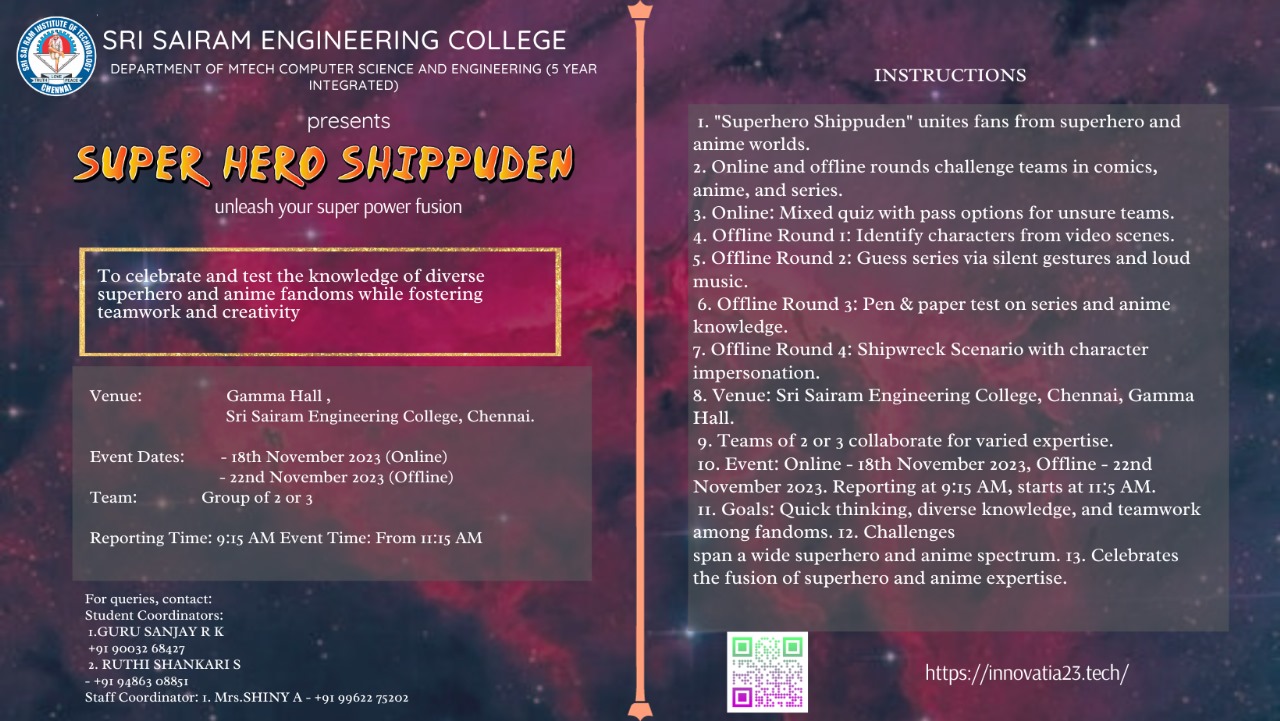 SRI SAI RAM INSTITUTE OF TECHNOLOGY
CHENNAI
SRI SAIRAM ENGINEERING COLLEGE
DEPARTMENT OF MTECH COMPUTER SCIENCE AND ENGINEERING (5 YEAR
INTEGRATED)
presents
SUPER HERO SHIPPUDEN
unleash your super power fusion
To celebrate and test the knowledge of diverse
superhero and anime fandoms while fostering
teamwork and creativity
Venue: Gamma Hall ,
Sri Sairam Engineering College, Chennai.
Event Dates: - 18th November 2023 (Online)
- 22nd November 2023 (Offline)
Team: Group of 2 or 3
Reporting Time: 9:15 AM Event Time: From 11:15 AM
For queries, contact:
Student Coordinators:
1.GURU SANJAY R K
+91 90032 68427
2. RUTHI SHANKARI S
- +91 94863 08851
Staff Coordinator: 1. Mrs.SHINY A - +91 99622 75202
INSTRUCTIONS
1. "Superhero Shippuden" unites fans from superhero and
anime worlds.
2. Online and offline rounds challenge teams in comics,
anime, and series.
3. Online: Mixed quiz with pass options for unsure teams.
4. Offline Round 1: Identify characters from video scenes.
5. Offline Round 2: Guess series via silent gestures and loud
music.
6. Offline Round 3: Pen & paper test on series and anime
knowledge.
7. Offline Round 4: Shipwreck Scenario with character
impersonation.
8. Venue: Sri Sairam Engineering College, Chennai, Gamma
Hall.
9. Teams of 2 or 3 collaborate for varied expertise.
10. Event: Online - 18th November 2023, Offline - 22nd
November 2023. Reporting at 9:15 AM, starts at 11:5 AM.
11. Goals: Quick thinking, diverse knowledge, and teamwork
among fandoms. 12. Challenges
span a wide superhero and anime spectrum. 13. Celebrates
the fusion of superhero and anime expertise.
https://innovatia23.tech/